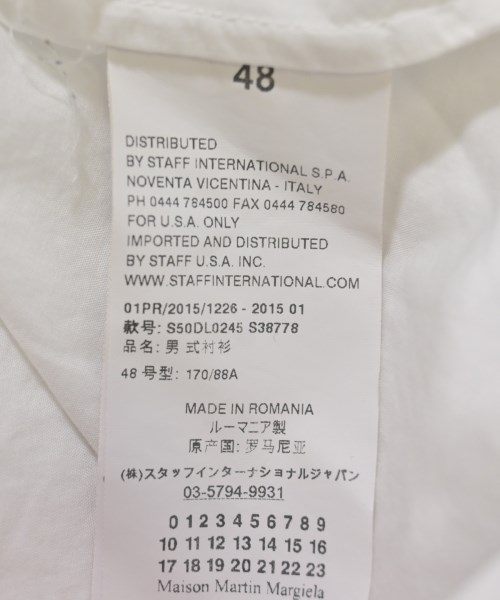 48
DISTRIBUTED
BY STAFF INTERNATIONAL S.P.A.
NOVENTA VICENTINA - ITALY
PH 0444 784500 FAX 0444 784580
FOR U.S.A. ONLY
IMPORTED AND DISTRIBUTED
BY STAFF U.S.A. INC.
WWW.STAFFINTERNATIONAL.COM
01PR/2015/1226 - 2015 01
款号: S50DL0245 S38778
品名: 男 式衬衫
48 号型: 170/88A
MADE IN ROMANIA
ルーマニア製
原产国: 罗马尼亚
(株)スタッフインターナショナルジャパン
03-5794-9931
0 1 2 3 4 5 6 7 8 9
10 11 12 13 14 15 16
17 18 19 20 21 22 23
Maison Martin Margiela